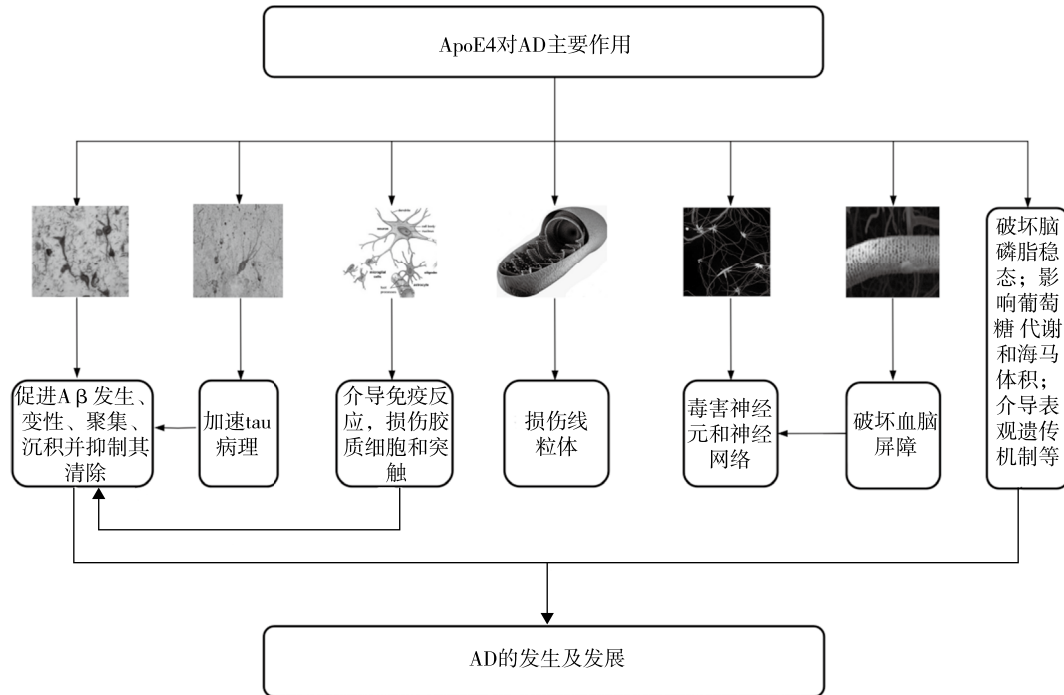 ApoE4对AD主要作用
破坏脑
磷脂稳
态；影
响葡萄
糖 代谢
和海马
体积；
介导表
观遗传
机制等
促进Aβ发生、
变性、聚集、
沉积并抑制其
清除
加速tau
病理
介导免疫反
应，损伤胶
质细胞和突
触
损伤线
粒体
毒害神经
元和神经
网络
破坏血脑
屏障
AD的发生及发展